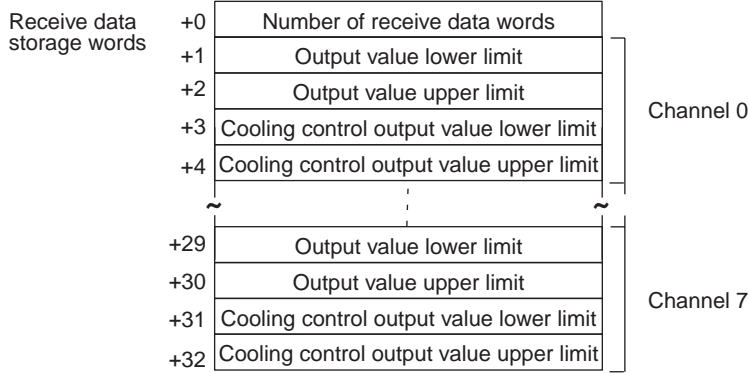 Receive data
storage words
+0 Number of receive data words
+1 Output value lower limit
+2 Output value upper limit
+3 Cooling control output value lower limit
+4 Cooling control output value upper limit
Channel 0
~ ~
+29 Output value lower limit
+30 Output value upper limit
+31 Cooling control output value lower limit
+32 Cooling control output value upper limit
Channel 7